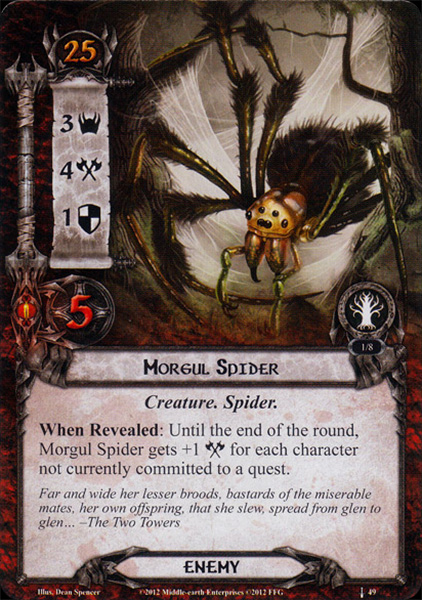 25
3
4
1
5
1/8
Morgul Spider
Creature. Spider.
When Revealed: Until the end of the round,
Morgul Spider gets +1 for each character
not currently committed to a quest.
Far and wide her lesser broods, bastards of the miserable
mates, her own offspring, that she slew, spread from glen to
glen... –The Two Towers
ENEMY
Illus. Dean Spencer ©2012 Middle-earth Enterprises ©2012 FFG 49